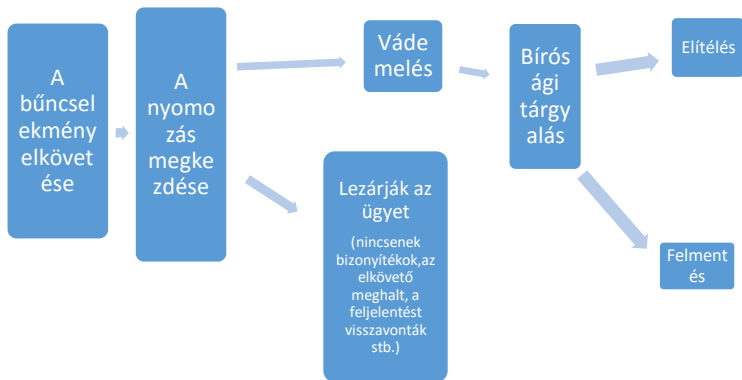 A
bűncsel
ekmény
elkövet
ése
A
nyomo
zás
megke
zdése
Váde
melés
Lezárják az
ügyet
(nincsenek
bizonyítékok,az
elkövető
meghalt, a
feljelentést
visszavonták
stb.)
Bírós
ági
tárgy
alás
Elítélés
Felment
és